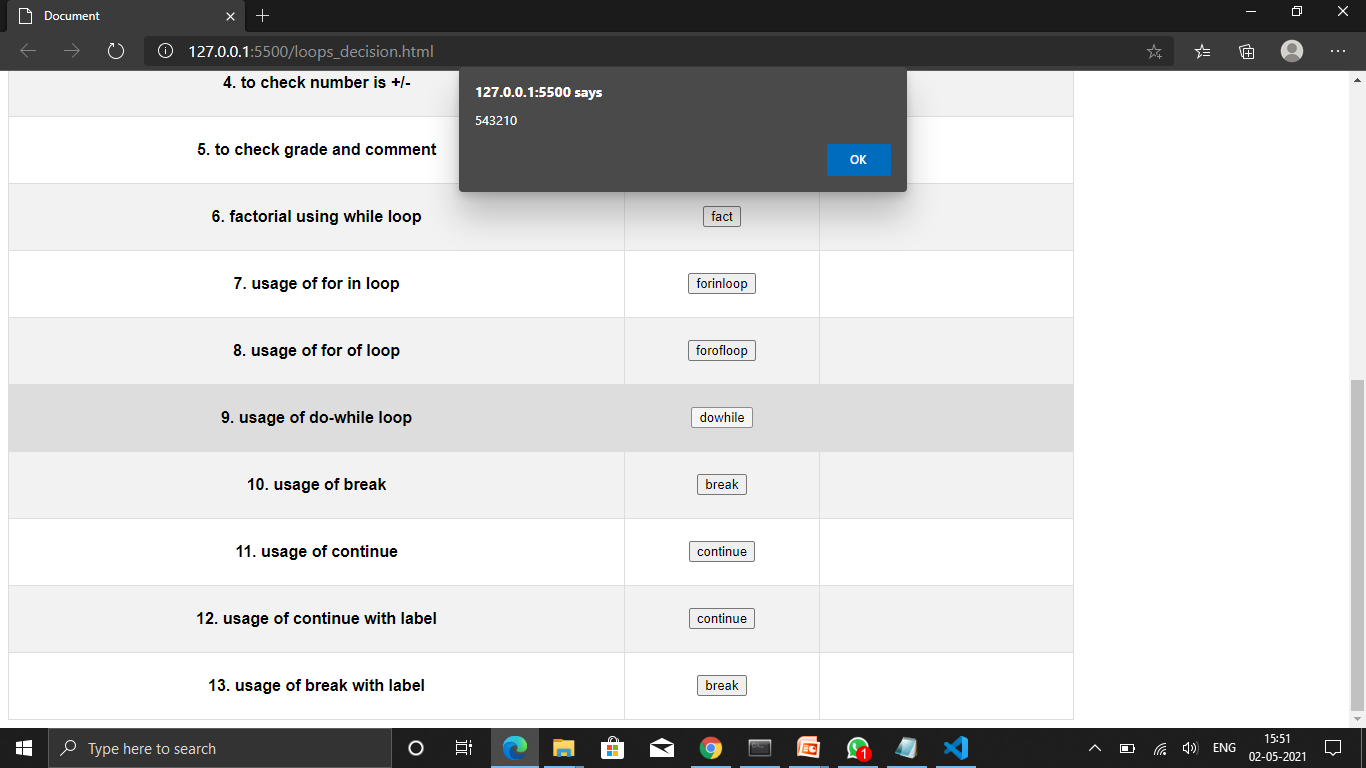 Document
127.0.0.1:5500/loops_decision.html
127.0.0.1:5500 says
543210
OK
4. to check number is +/-
5. to check grade and comment
6. factorial using while loop fact
7. usage of for in loop forinloop
8. usage of for of loop forofloop
9. usage of do-while loop dowhile
10. usage of break break
11. usage of continue continue
12. usage of continue with label continue
13. usage of break with label break
Type here to search
1
ENG
15:51
02-05-2021